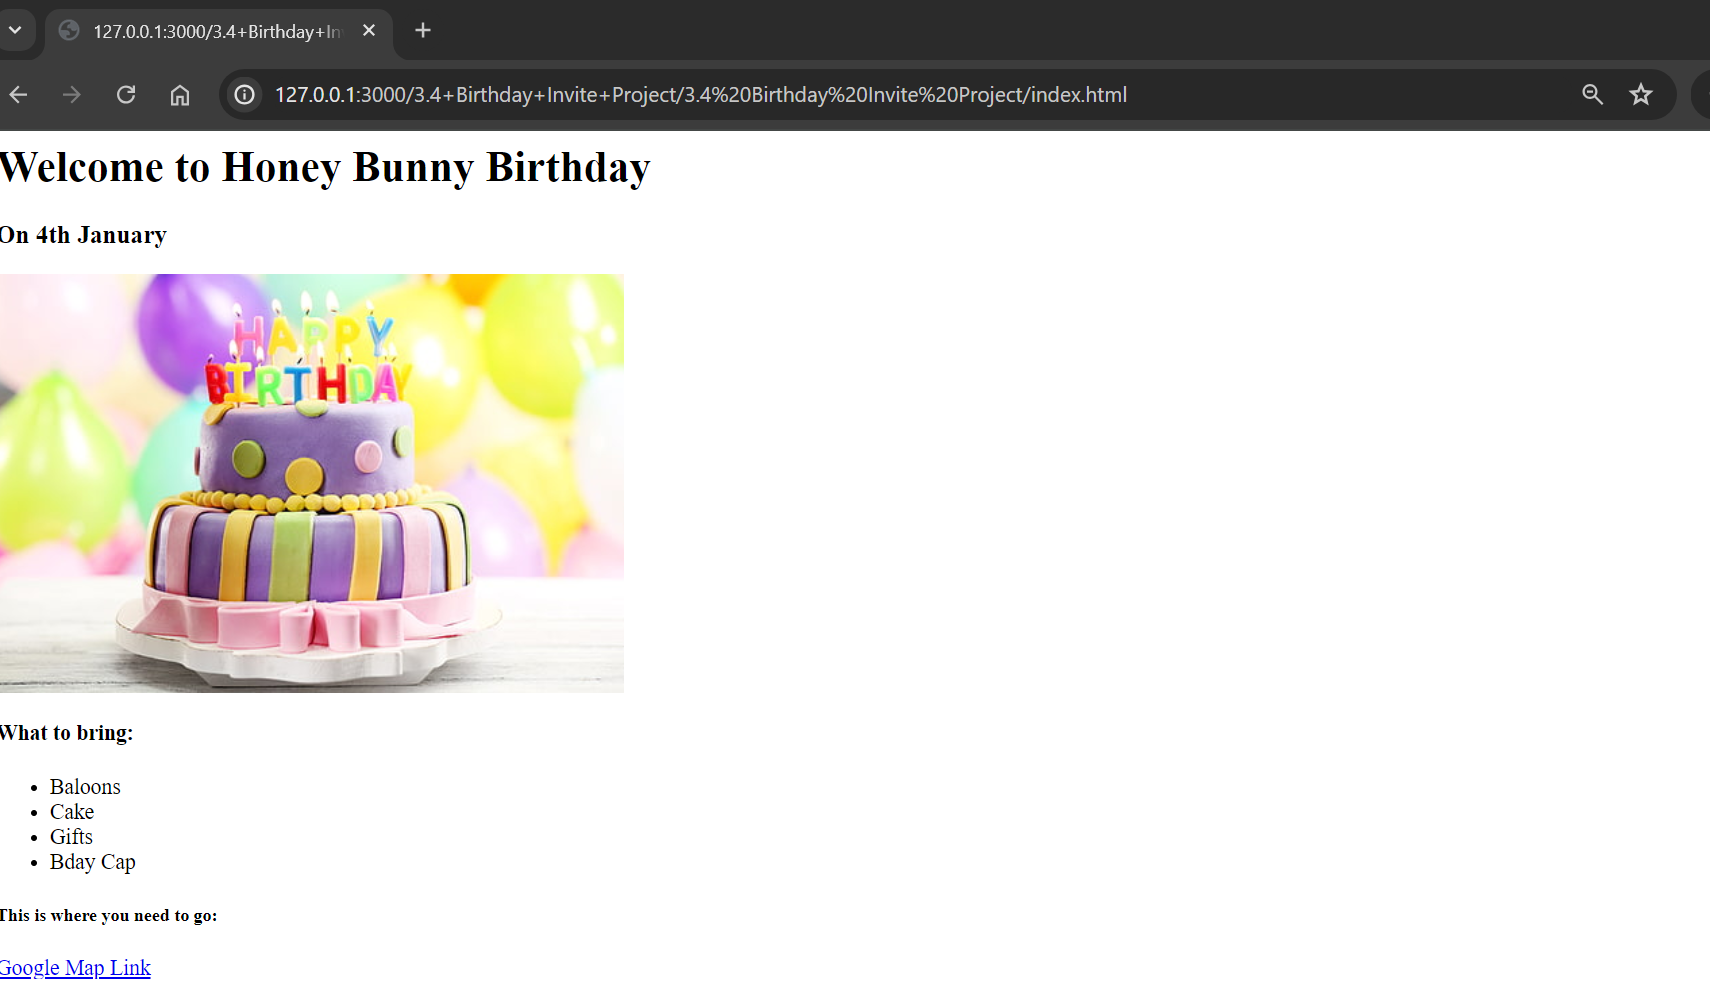 127.0.0.1:3000/3.4+Birthday+In
127.0.0.1:3000/3.4+Birthday+Invite+Project/3.4%20Birthday%20Invite%20Project/index.html
Welcome to Honey Bunny Birthday
On 4th January
HAPPY
BIRTHDAY
What to bring:
Baloons
Cake
Gifts
Bday Cap
This is where you need to go:
Google Map Link